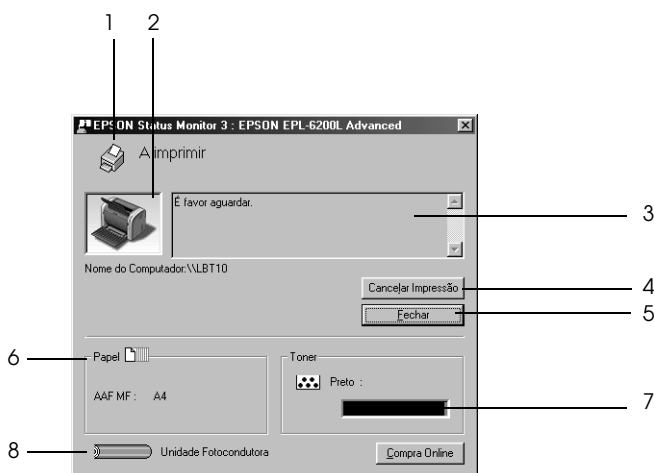 1 2
EPSON Status Monitor 3 : EPSON EPL-6200L Advanced
A imprimir
É favor aguardar.
3
Nome do Computador:\\LBT10
Cancelar Impressão 4
Fechar 5
6 Papel
Toner
AAF MF : A4
Preto :
7
8 Unidade Fotocondutora
Compra Online